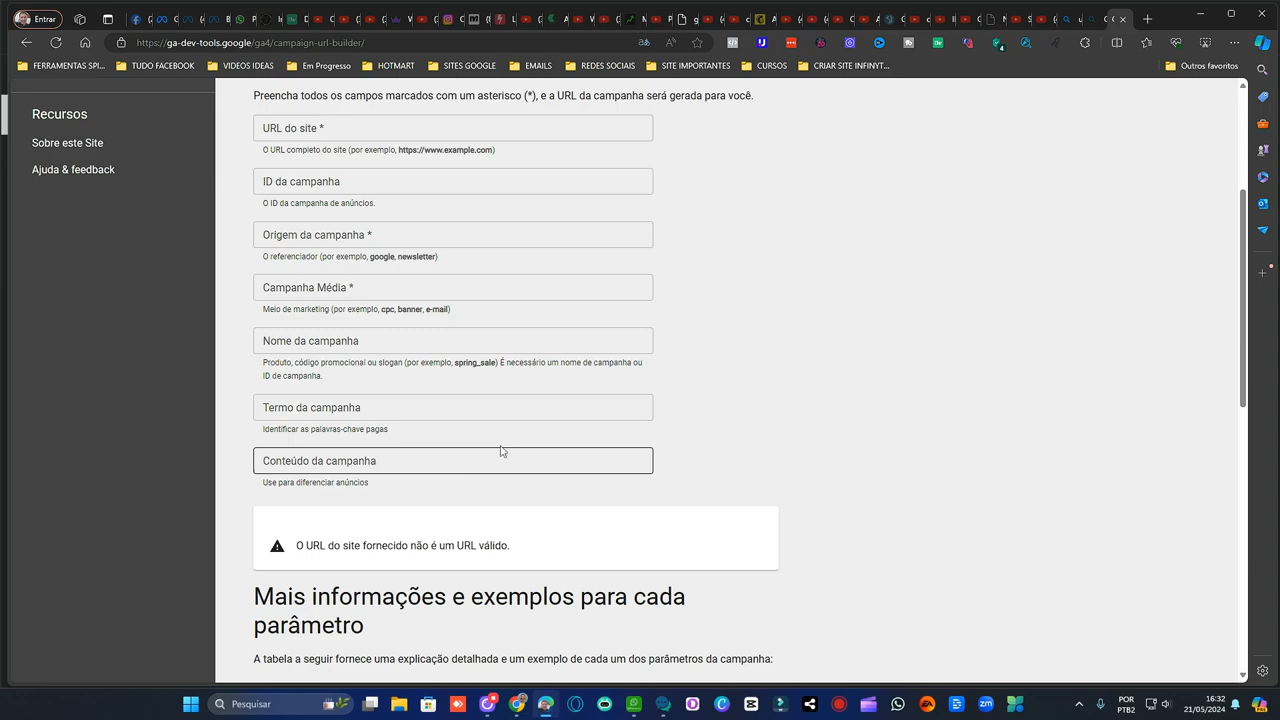 Entrar
https://ga-dev-tools.google/ga4/campaign-url-builder/
FERRAMENTAS SPI...
TUDO FACEBOOK
VIDEOS IDEAS
Em Progresso
HOTMART
SITES GOOGLE
EMAILS
REDES SOCIAIS
SITE IMPORTANTES
CURSOS
CRIAR SITE INFINYT...
Outros favoritos
Recursos
Sobre este Site
Ajuda & feedback
Preencha todos os campos marcados com um asterisco (*), e a URL da campanha será gerada para você.
URL do site *
O URL completo do site (por exemplo, https://www.example.com)
ID da campanha
O ID da campanha de anúncios.
Origem da campanha *
O referenciador (por exemplo, google, newsletter)
Campanha Média *
Meio de marketing (por exemplo, cpc, banner, e-mail)
Nome da campanha
Produto, código promocional ou slogan (por exemplo, spring_sale) É necessário um nome de campanha ou
ID de campanha.
Termo da campanha
Identificar as palavras-chave pagas
Conteúdo da campanha
Use para diferenciar anúncios
O URL do site fornecido não é um URL válido.
Mais informações e exemplos para cada
parâmetro
A tabela a seguir fornece uma explicação detalhada e um exemplo de cada um dos parâmetros da campanha:
Pesquisar
POR
PTB2
16:32
21/05/2024